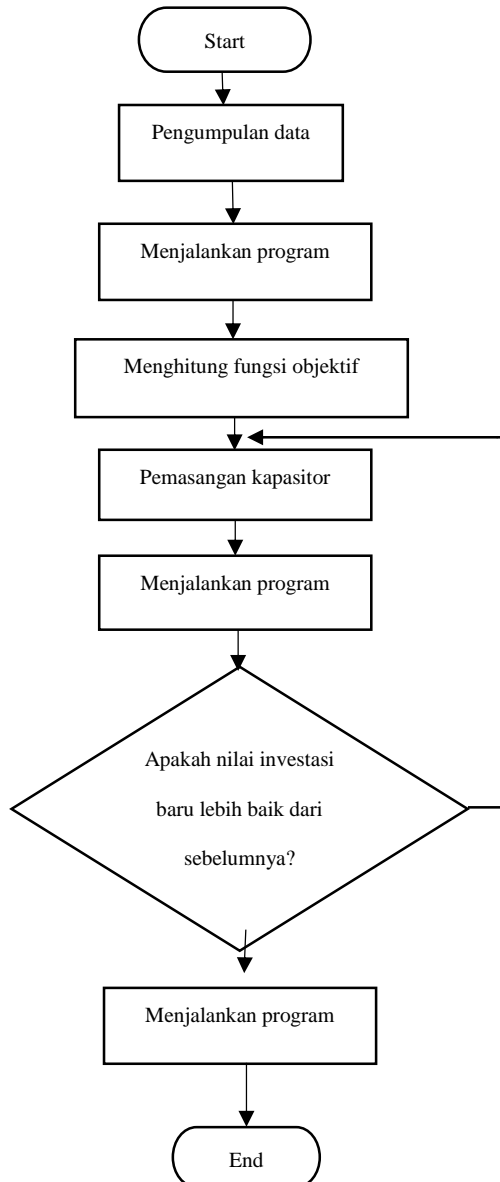 Start
Pengumpulan data
Menjalankan program
Menghitung fungsi objektif
Pemasangan kapasitor
Menjalankan program
Apakah nilai investasi
baru lebih baik dari
sebelumnya?
Menjalankan program
End